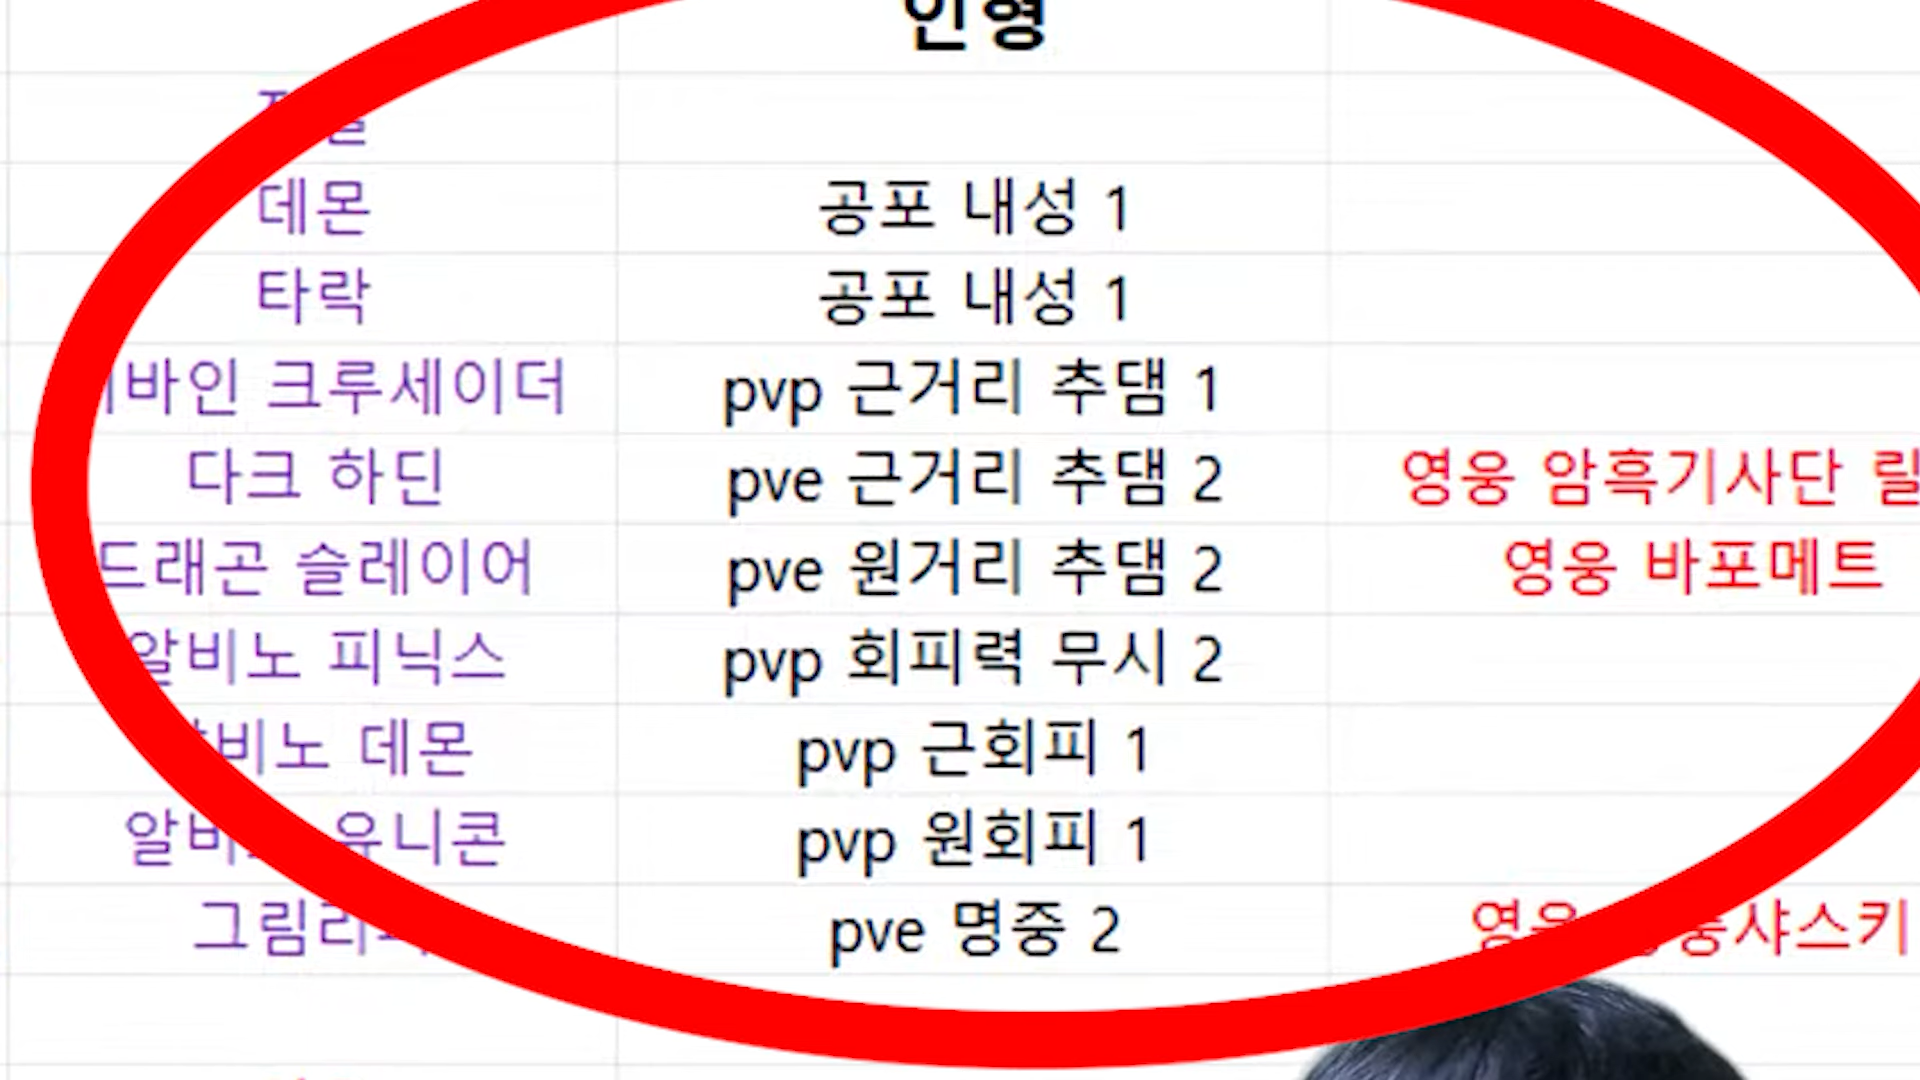 인형
데몬 공포 내성 1
타락 공포 내성 1
바인 크루세이더 pvp 근거리 추댐 1
다크 하딘 pve 근거리 추댐 2 영웅 암흑기사단 릴
드래곤 슬레이어 pve 원거리 추댐 2 영웅 바포메트
알비노 피닉스 pvp 회피력 무시 2
비노 데몬 pvp 근회피 1
알비 유니콘 pvp 원회피 1
그림리 pve 명중 2 샤스키